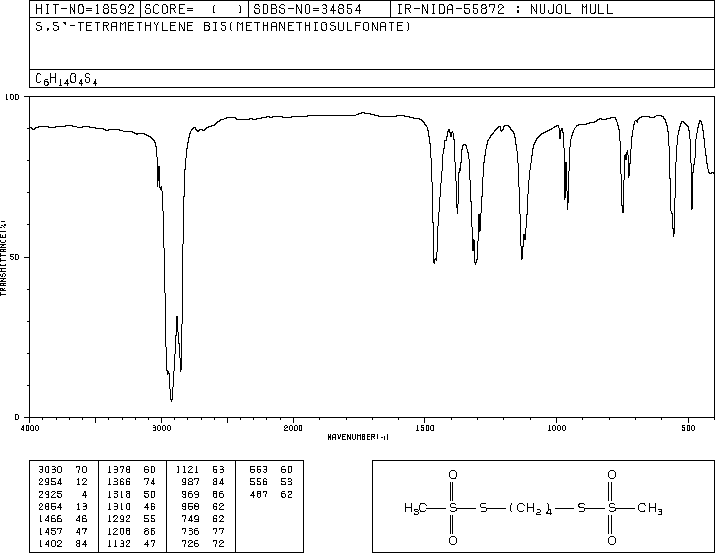 HIT-NO=18592 SCORE= ( ) SDBS-NO=34854 IR-NIDA-55872 : NUJOL MULL
S,S'-TETRAMETHYLENE BIS(METHANETHIOSULFONATE)
C6H14O4S4
100
50
0
TRANSMITTANCE(%)
4000 3000 2000 1500 1000 500
WAVENUMBER(-1)
3030 70 1378 60 1121 53 563 60
2954 12 1366 74 987 84 556 53
2925 4 1318 50 969 86 487 62
2854 13 1310 46 958 62
1466 46 1292 55 749 62
1457 47 1208 86 736 77
1402 84 1132 47 726 72
O O
H3C—S—S—(CH2)4—S—S—CH3
O O